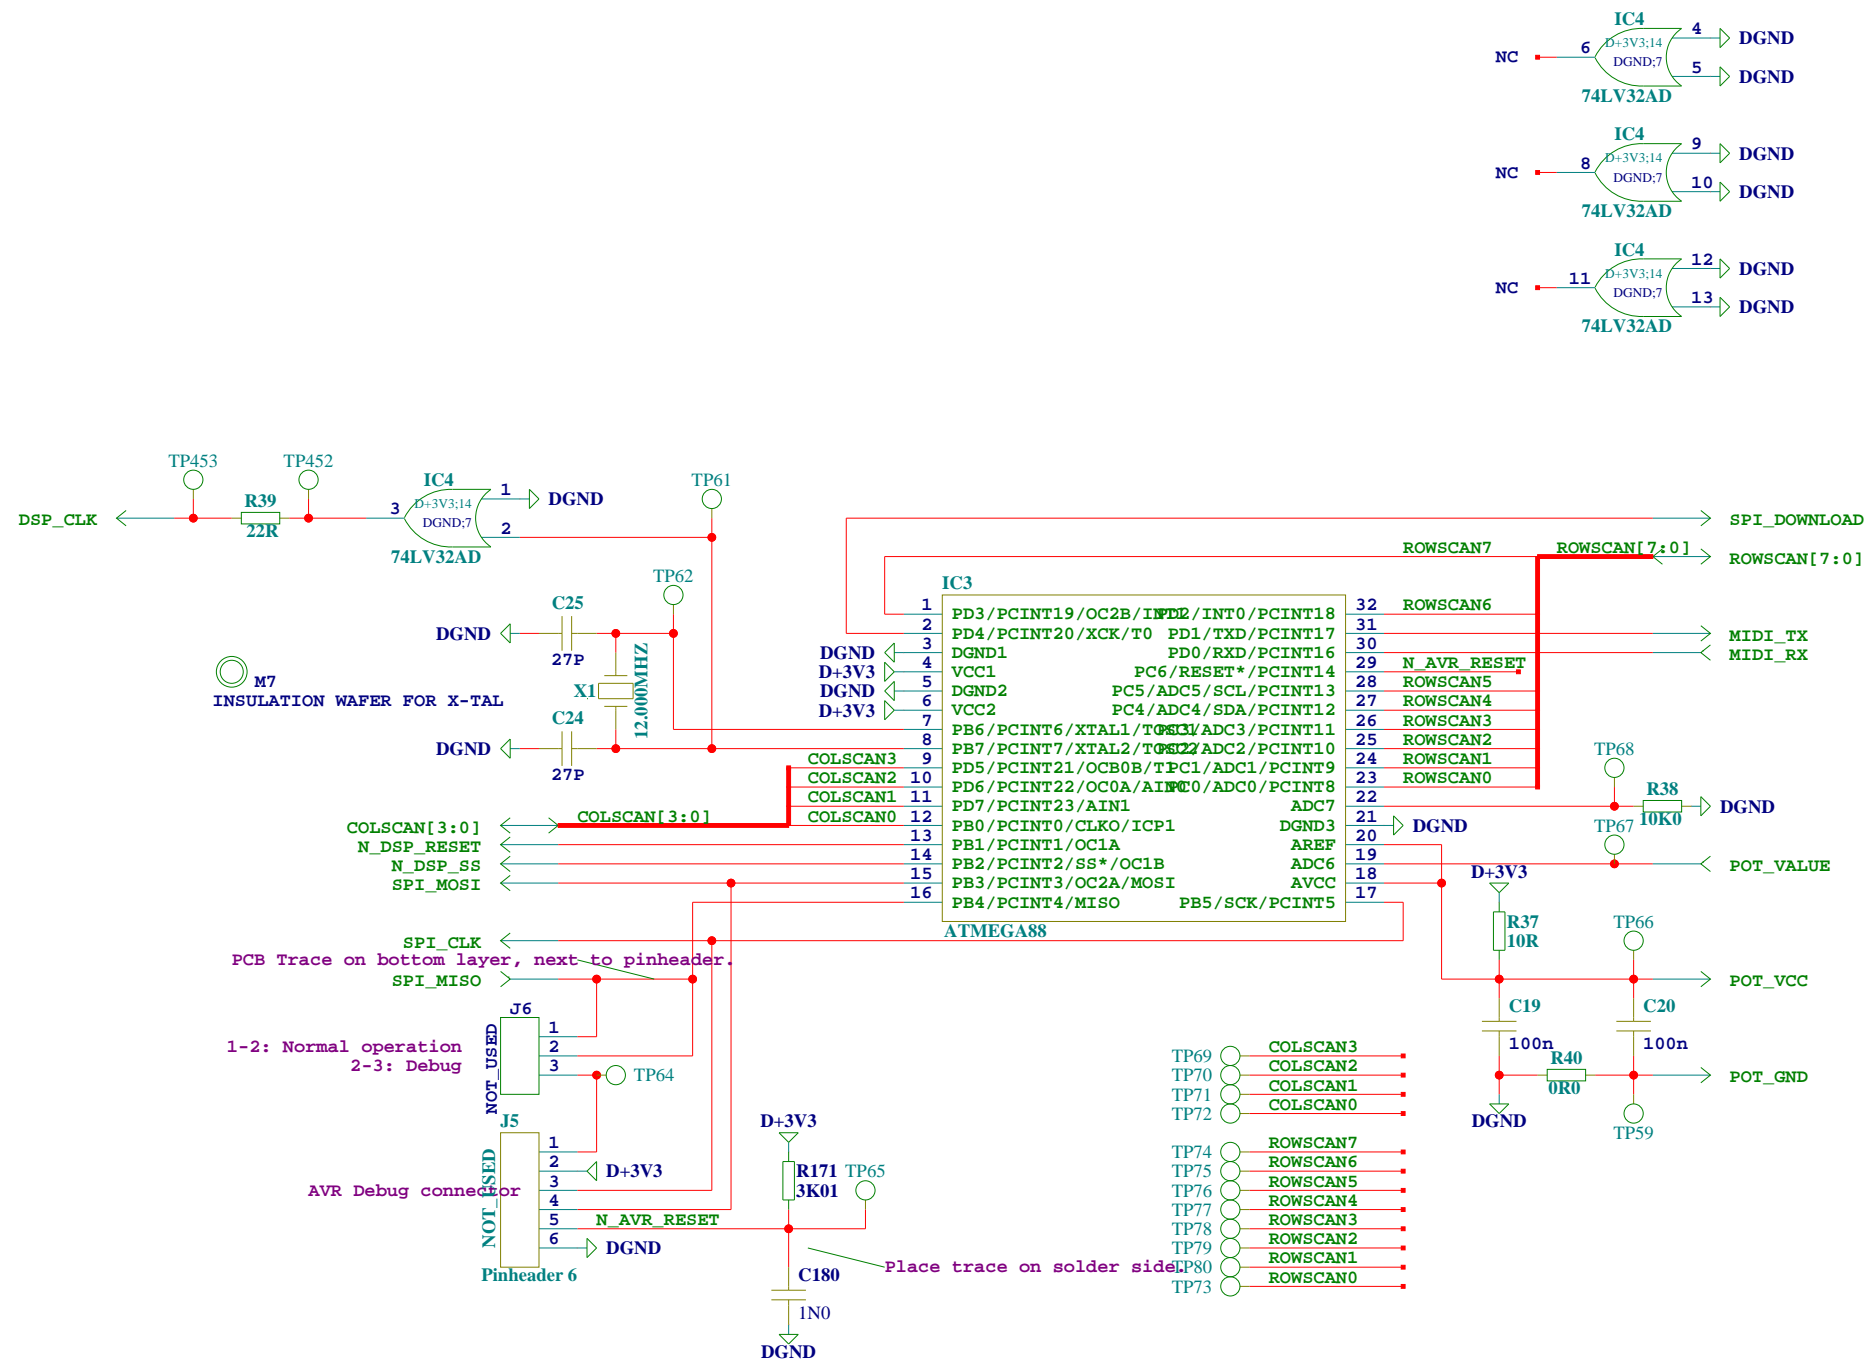 IC4
D+3V3;14
DGND;7
6
4
5
DGND
DGND
NC
74LV32AD
IC4
D+3V3;14
DGND;7
8
9
10
DGND
DGND
NC
74LV32AD
IC4
D+3V3;14
DGND;7
11
12
13
DGND
DGND
NC
74LV32AD
TP453
TP452
R39
22R
DSP_CLK
IC4
D+3V3;14
DGND;7
3
1
2
DGND
74LV32AD
TP61
TP62
C25
DGND
27P
X1
12.000MHZ
C24
DGND
27P
M7
INSULATION WAFER FOR X-TAL
IC3
1 PD3/PCINT19/OC2B/INT1
2 PD4/PCINT20/XCK/T0
DGND 3 DGND1
D+3V3 4 VCC1
DGND 5 DGND2
D+3V3 6 VCC2
7 PB6/PCINT6/XTAL1/TOSC1
8 PB7/PCINT7/XTAL2/TOSC2
COLSCAN3 9 PD5/PCINT21/OCB0B/T1
COLSCAN2 10 PD6/PCINT22/OC0A/AIN0
COLSCAN1 11 PD7/PCINT23/AIN1
COLSCAN0 12 PB0/PCINT0/CLKO/ICP1
13 PB1/PCINT1/OC1A
14 PB2/PCINT2/SS*/OC1B
15 PB3/PCINT3/OC2A/MOSI
16 PB4/PCINT4/MISO
PD2/INT0/PCINT18 32 ROWSCAN6
PD1/TXD/PCINT17 31
PD0/RXD/PCINT16 30
PC6/RESET*/PCINT14 29 N_AVR_RESET
PC5/ADC5/SCL/PCINT13 28 ROWSCAN5
PC4/ADC4/SDA/PCINT12 27 ROWSCAN4
PC3/ADC3/PCINT11 26 ROWSCAN3
PC2/ADC2/PCINT10 25 ROWSCAN2
PC1/ADC1/PCINT9 24 ROWSCAN1
PC0/ADC0/PCINT8 23 ROWSCAN0
ADC7 22
DGND3 21 DGND
AREF 20
ADC6 19
AVCC 18
PB5/SCK/PCINT5 17
ATMEGA88
SPI_DOWNLOAD
ROWSCAN7
ROWSCAN[7:0]
ROWSCAN[7:0]
MIDI_TX
MIDI_RX
TP68
R38
10K0
DGND
TP67
POT_VALUE
COLSCAN[3:0]
COLSCAN[3:0]
N_DSP_RESET
N_DSP_SS
SPI_MOSI
SPI_CLK
PCB Trace on bottom layer, next to pinheader.
SPI_MISO
D+3V3
R37
10R
TP66
POT_VCC
C19
100n
C20
100n
R40
0R0
POT_GND
DGND
TP59
J6
1
2
3
NOT_USED
1-2: Normal operation
2-3: Debug
TP64
J5
1
2
3
4
5
6
NOT_USED
D+3V3
AVR Debug connector
N_AVR_RESET
DGND
Pinheader 6
D+3V3
R171
3K01
TP65
C180
1N0
DGND
Place trace on solder side.
TP69 COLSCAN3
TP70 COLSCAN2
TP71 COLSCAN1
TP72 COLSCAN0
TP74 ROWSCAN7
TP75 ROWSCAN6
TP76 ROWSCAN5
TP77 ROWSCAN4
TP78 ROWSCAN3
TP79 ROWSCAN2
TP80 ROWSCAN1
TP73 ROWSCAN0